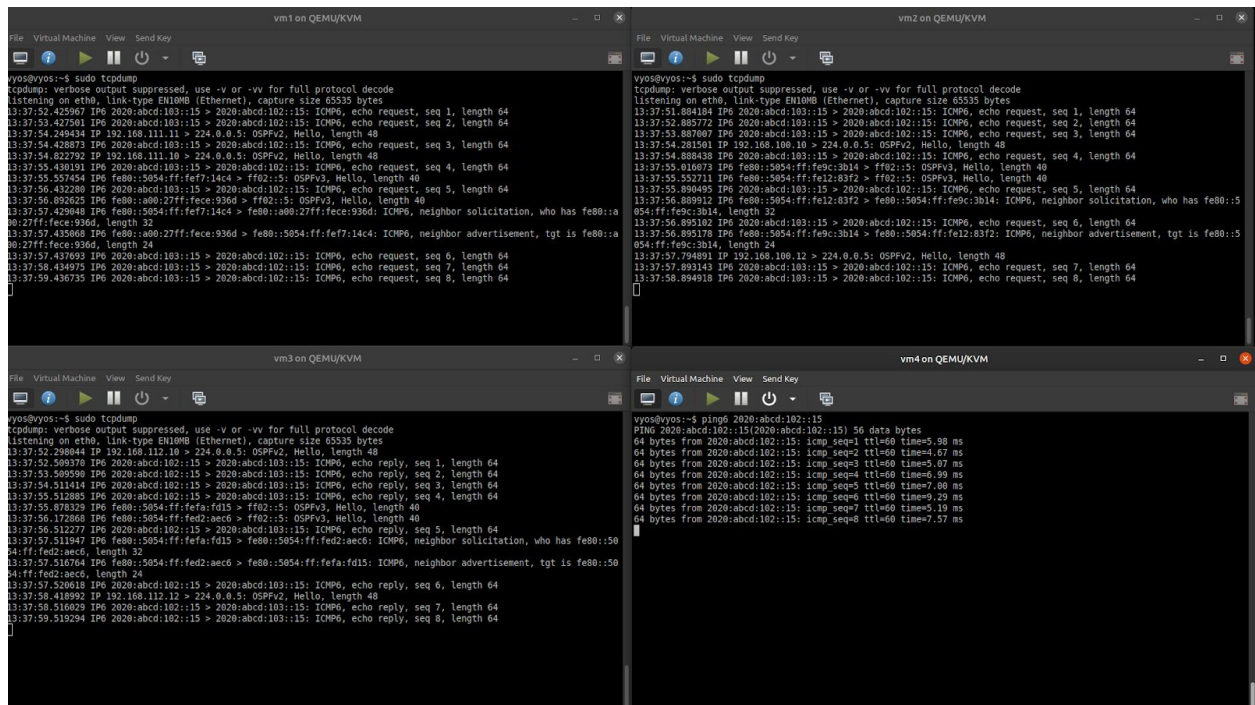 vm1 on QEMU/KVM
File Virtual Machine View Send Key
vyos@vyos:~$ sudo tcpdump
tcpdump: verbose output suppressed, use -v or -vv for full protocol decode
listening on eth0, link-type EN10MB (Ethernet), capture size 65535 bytes
13:37:52.425967 IP6 2020:abcd:103::15 > 2020:abcd:102::15: ICMP6, echo request, seq 1, length 64
13:37:53.427501 IP6 2020:abcd:103::15 > 2020:abcd:102::15: ICMP6, echo request, seq 2, length 64
13:37:54.249434 IP 192.168.111.11 > 224.0.0.5: OSPFv2, Hello, length 48
13:37:54.428873 IP6 2020:abcd:103::15 > 2020:abcd:102::15: ICMP6, echo request, seq 3, length 64
13:37:54.822792 IP 192.168.111.10 > 224.0.0.5: OSPFv2, Hello, length 48
13:37:55.430191 IP6 2020:abcd:103::15 > 2020:abcd:102::15: ICMP6, echo request, seq 4, length 64
13:37:55.557454 IP6 fe80::5054:ff:fef7:14c4 > ff02::5: OSPFv3, Hello, length 40
13:37:56.432280 IP6 2020:abcd:103::15 > 2020:abcd:102::15: ICMP6, echo request, seq 5, length 64
13:37:56.892625 IP6 fe80::a00:27ff:fece:936d > ff02::5: OSPFv3, Hello, length 40
13:37:57.429048 IP6 fe80::5054:ff:fef7:14c4 > fe80::a00:27ff:fece:936d: ICMP6, neighbor solicitation, who has fe80::a
00:27ff:fece:936d, length 32
13:37:57.435068 IP6 fe80::a00:27ff:fece:936d > fe80::5054:ff:fef7:14c4: ICMP6, neighbor advertisement, tgt is fe80::a
00:27ff:fece:936d, length 24
13:37:57.437693 IP6 2020:abcd:103::15 > 2020:abcd:102::15: ICMP6, echo request, seq 6, length 64
13:37:58.434975 IP6 2020:abcd:103::15 > 2020:abcd:102::15: ICMP6, echo request, seq 7, length 64
13:37:59.436735 IP6 2020:abcd:103::15 > 2020:abcd:102::15: ICMP6, echo request, seq 8, length 64
vm2 on QEMU/KVM
File Virtual Machine View Send Key
vyos@vyos:~$ sudo tcpdump
tcpdump: verbose output suppressed, use -v or -vv for full protocol decode
listening on eth0, link-type EN10MB (Ethernet), capture size 65535 bytes
13:37:51.884184 IP6 2020:abcd:103::15 > 2020:abcd:102::15: ICMP6, echo request, seq 1, length 64
13:37:52.885772 IP6 2020:abcd:103::15 > 2020:abcd:102::15: ICMP6, echo request, seq 2, length 64
13:37:53.887007 IP6 2020:abcd:103::15 > 2020:abcd:102::15: ICMP6, echo request, seq 3, length 64
13:37:54.281501 IP 192.168.100.10 > 224.0.0.5: OSPFv2, Hello, length 48
13:37:54.888438 IP6 2020:abcd:103::15 > 2020:abcd:102::15: ICMP6, echo request, seq 4, length 64
13:37:55.016073 IP6 fe80::5054:ff:fe9c:3b14 > ff02::5: OSPFv3, Hello, length 40
13:37:55.552711 IP6 fe80::5054:ff:fe12:83f2 > ff02::5: OSPFv3, Hello, length 40
13:37:55.890495 IP6 2020:abcd:103::15 > 2020:abcd:102::15: ICMP6, echo request, seq 5, length 64
13:37:56.889912 IP6 fe80::5054:ff:fe12:83f2 > fe80::5054:ff:fe9c:3b14: ICMP6, neighbor solicitation, who has fe80::5
054:ff:fe9c:3b14, length 32
13:37:56.895102 IP6 2020:abcd:103::15 > 2020:abcd:102::15: ICMP6, echo request, seq 6, length 64
13:37:56.895178 IP6 fe80::5054:ff:fe9c:3b14 > fe80::5054:ff:fe12:83f2: ICMP6, neighbor advertisement, tgt is fe80::5
054:ff:fe9c:3b14, length 24
13:37:57.794891 IP 192.168.100.12 > 224.0.0.5: OSPFv2, Hello, length 48
13:37:57.893143 IP6 2020:abcd:103::15 > 2020:abcd:102::15: ICMP6, echo request, seq 7, length 64
13:37:58.894918 IP6 2020:abcd:103::15 > 2020:abcd:102::15: ICMP6, echo request, seq 8, length 64
vm3 on QEMU/KVM
File Virtual Machine View Send Key
vyos@vyos:~$ sudo tcpdump
tcpdump: verbose output suppressed, use -v or -vv for full protocol decode
listening on eth0, link-type EN10MB (Ethernet), capture size 65535 bytes
13:37:52.298044 IP 192.168.112.10 > 224.0.0.5: OSPFv2, Hello, length 48
13:37:52.509370 IP6 2020:abcd:102::15 > 2020:abcd:103::15: ICMP6, echo reply, seq 1, length 64
13:37:53.509590 IP6 2020:abcd:102::15 > 2020:abcd:103::15: ICMP6, echo reply, seq 2, length 64
13:37:54.511414 IP6 2020:abcd:102::15 > 2020:abcd:103::15: ICMP6, echo reply, seq 3, length 64
13:37:55.512885 IP6 2020:abcd:102::15 > 2020:abcd:103::15: ICMP6, echo reply, seq 4, length 64
13:37:55.878329 IP6 fe80::5054:ff:fefa:fd15 > ff02::5: OSPFv3, Hello, length 40
13:37:56.172868 IP6 fe80::5054:ff:fed2:aec6 > ff02::5: OSPFv3, Hello, length 40
13:37:56.512277 IP6 2020:abcd:102::15 > 2020:abcd:103::15: ICMP6, echo reply, seq 5, length 64
13:37:57.511947 IP6 fe80::5054:ff:fefa:fd15 > fe80::5054:ff:fed2:aec6: ICMP6, neighbor solicitation, who has fe80::50
54:ff:fed2:aec6, length 32
13:37:57.516764 IP6 fe80::5054:ff:fed2:aec6 > fe80::5054:ff:fefa:fd15: ICMP6, neighbor advertisement, tgt is fe80::50
54:ff:fed2:aec6, length 24
13:37:57.520618 IP6 2020:abcd:102::15 > 2020:abcd:103::15: ICMP6, echo reply, seq 6, length 64
13:37:58.418992 IP 192.168.112.12 > 224.0.0.5: OSPFv2, Hello, length 48
13:37:58.516029 IP6 2020:abcd:102::15 > 2020:abcd:103::15: ICMP6, echo reply, seq 7, length 64
13:37:59.519294 IP6 2020:abcd:102::15 > 2020:abcd:103::15: ICMP6, echo reply, seq 8, length 64
vm4 on QEMU/KVM
File Virtual Machine View Send Key
vyos@vyos:~$ ping6 2020:abcd:102::15
PING 2020:abcd:102::15(2020:abcd:102::15) 56 data bytes
64 bytes from 2020:abcd:102::15: icmp_seq=1 ttl=60 time=5.98 ms
64 bytes from 2020:abcd:102::15: icmp_seq=2 ttl=60 time=4.67 ms
64 bytes from 2020:abcd:102::15: icmp_seq=3 ttl=60 time=5.07 ms
64 bytes from 2020:abcd:102::15: icmp_seq=4 ttl=60 time=6.99 ms
64 bytes from 2020:abcd:102::15: icmp_seq=5 ttl=60 time=7.00 ms
64 bytes from 2020:abcd:102::15: icmp_seq=6 ttl=60 time=9.29 ms
64 bytes from 2020:abcd:102::15: icmp_seq=7 ttl=60 time=5.19 ms
64 bytes from 2020:abcd:102::15: icmp_seq=8 ttl=60 time=7.57 ms